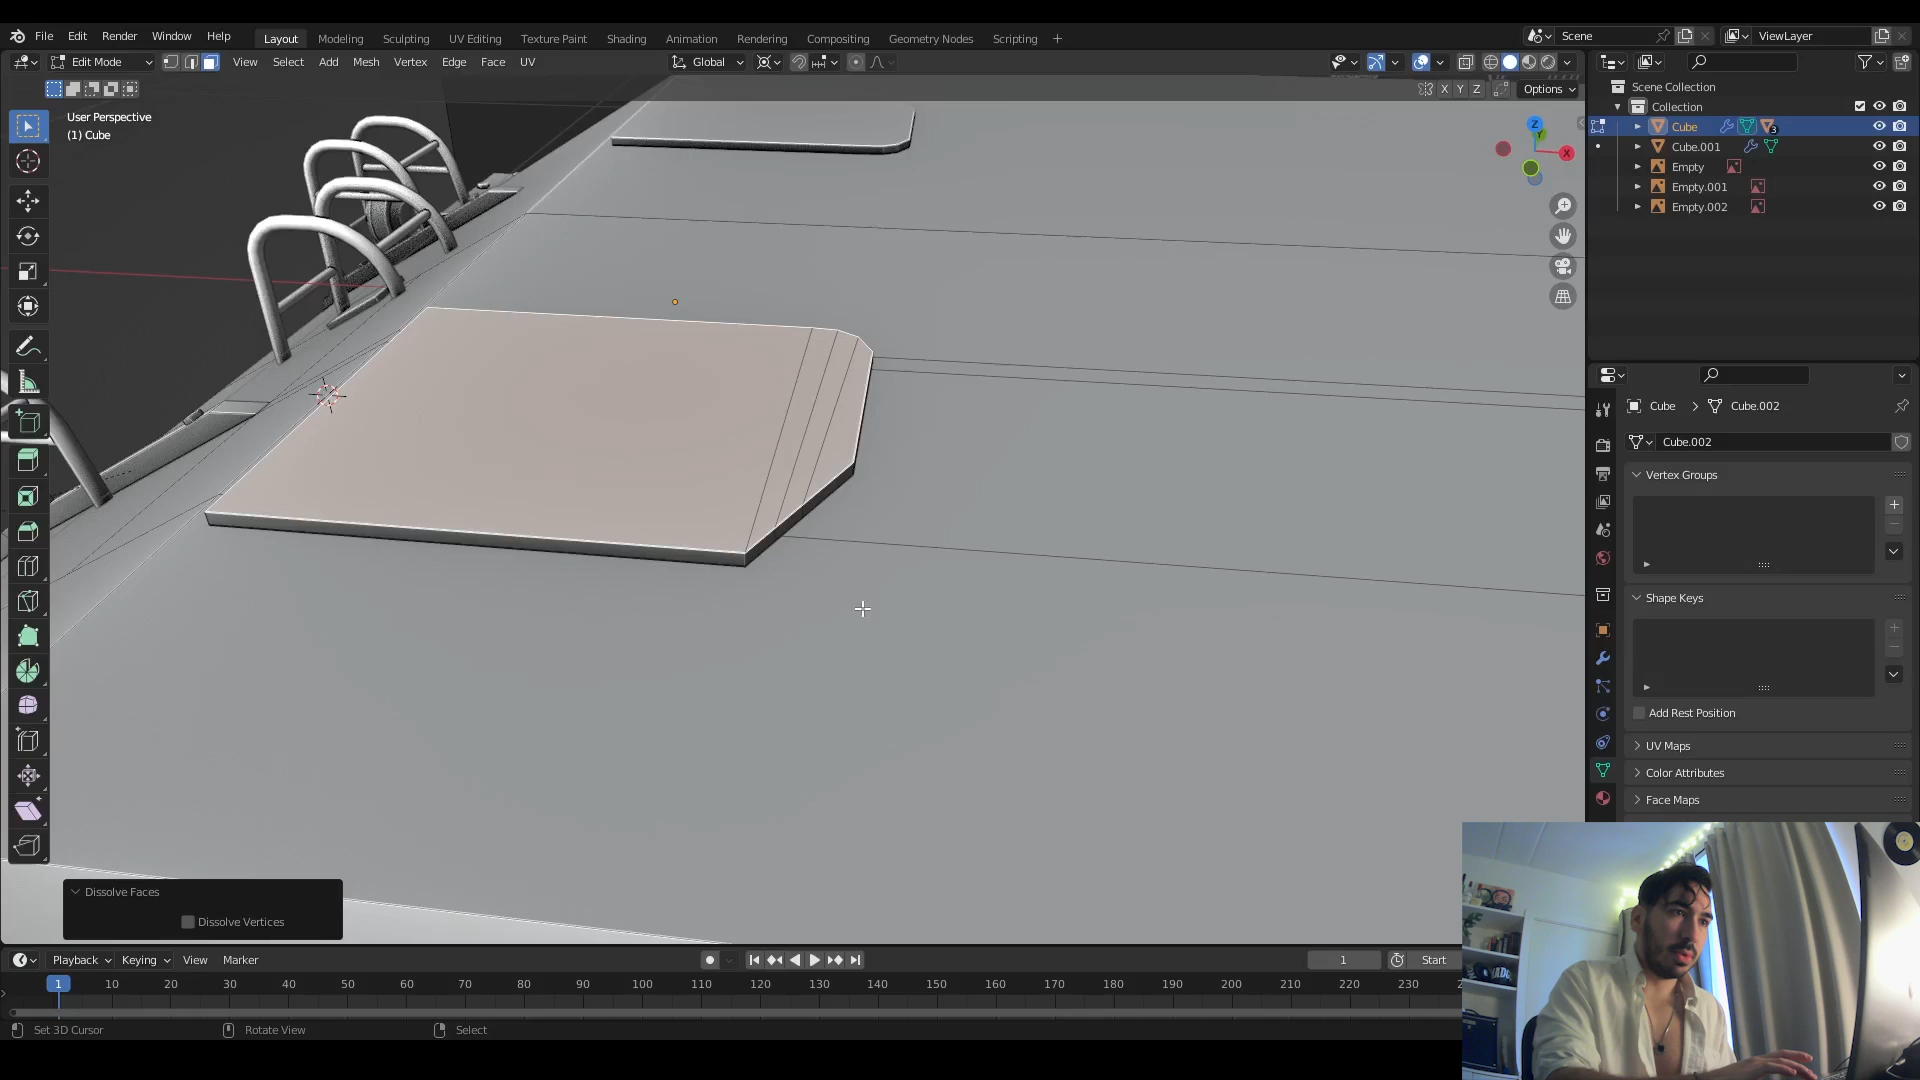 File Edit Render Window Help Layout Modeling Sculpting UV Editing Texture Paint Shading Animation Rendering Compositing Geometry Nodes Scripting Scene ViewLayer
Edit Mode View Select Add Mesh Vertex Edge Face UV Global
X Y Z Options
User Perspective
(1) Cube
Z
Y
X
Scene Collection
Collection
Cube 3
Cube.001
Empty
Empty.001
Empty.002
Cube Cube.002
Cube.002
Vertex Groups
Shape Keys
Add Rest Position
UV Maps
Color Attributes
Face Maps
Dissolve Faces
Dissolve Vertices
Playback Keying View Marker 1 Start
1 10 20 30 40 50 60 70 80 90 100 110 120 130 140 150 160 170 180 190 200 210 220 230
Set 3D Cursor Rotate View Select